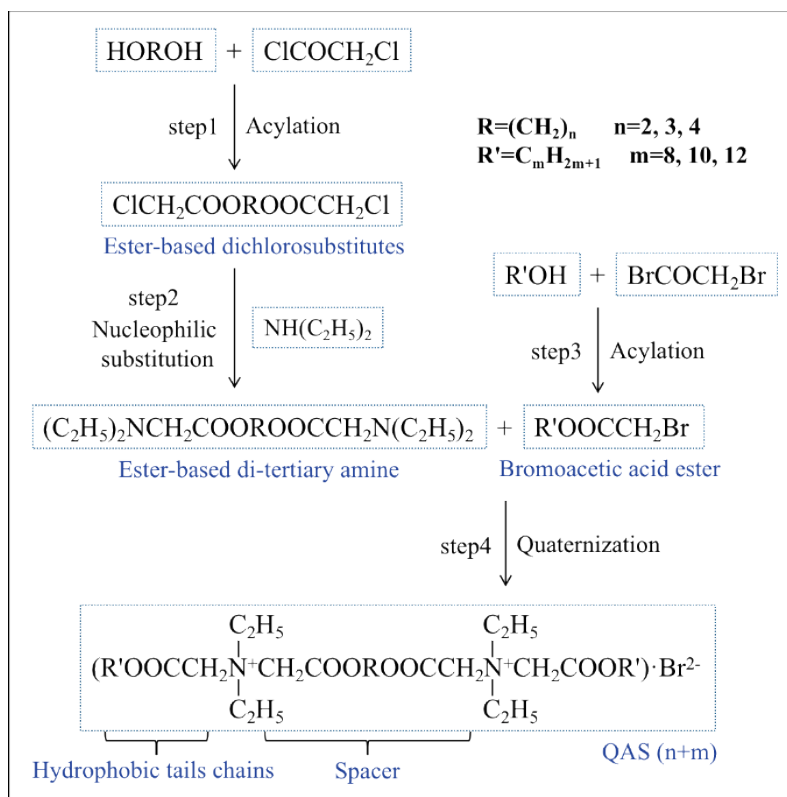 HOROH + ClCOCH₂Cl
step1 Acylation
R=(CH₂)ₙ n=2, 3, 4
R'=CₘH₂ₘ₊₁ m=8, 10, 12
ClCH₂COOROOCCH₂Cl
Ester-based dichlorosubstitutes
step2
Nucleophilic
substitution
NH(C₂H₅)₂
R'OH + BrCOCH₂Br
step3 Acylation
(C₂H₅)₂NCH₂COOROOCCH₂N(C₂H₅)₂ + R'OOCCH₂Br
Ester-based di-tertiary amine
Bromoacetic acid ester
step4 Quaternization
C₂H₅ C₂H₅
(R'OOCCH₂N⁺CH₂COOROOCCH₂N⁺CH₂COOR')·Br²⁻
C₂H₅ C₂H₅
Hydrophobic tails chains
Spacer
QAS (n+m)